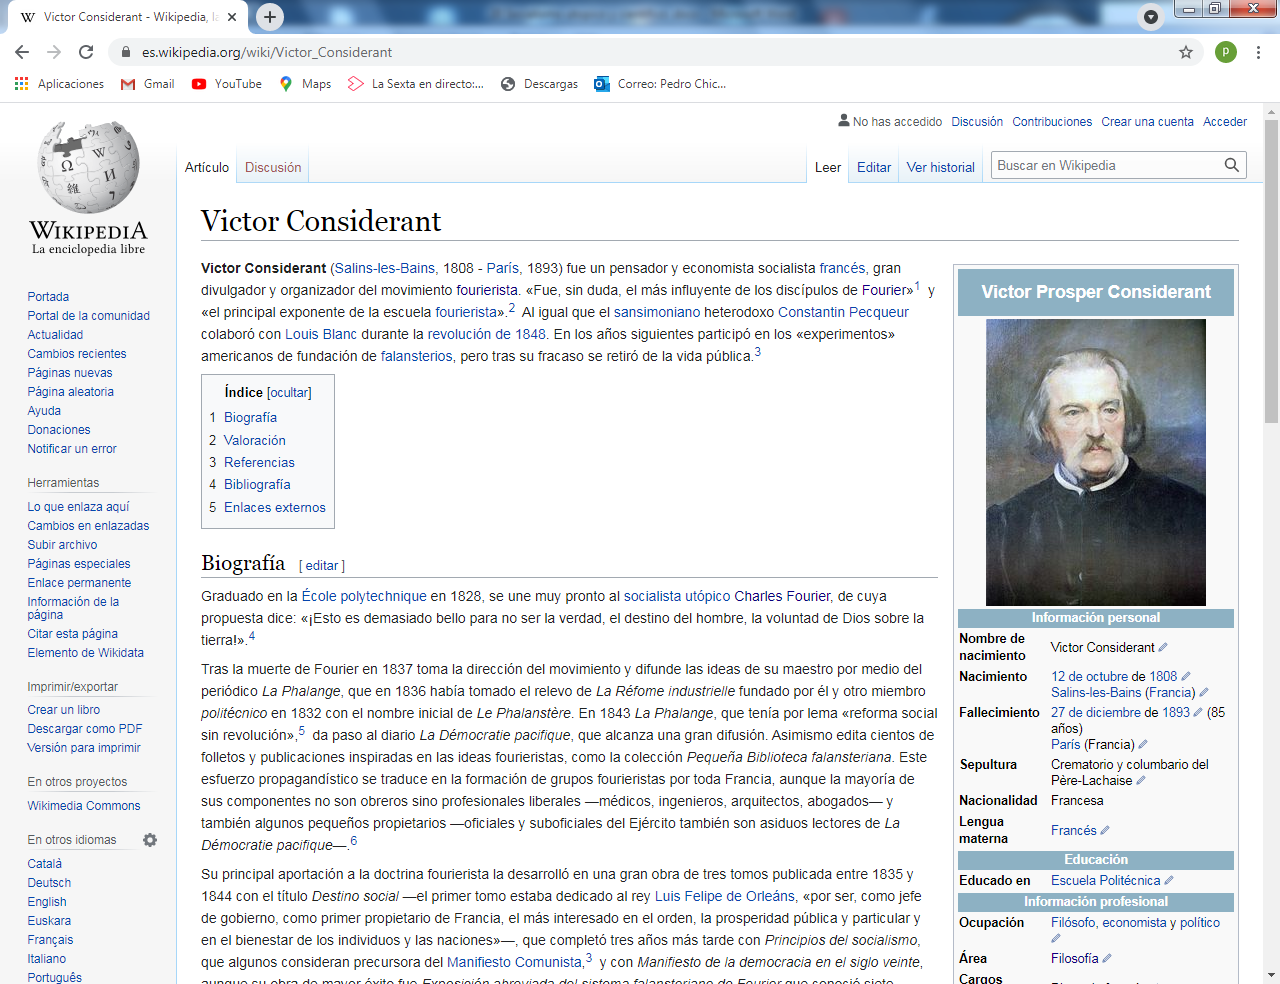 Victor Considerant - Wikipedia, la
es.wikipedia.org/wiki/Victor_Considerant
P
Aplicaciones
Gmail
YouTube
Maps
La Sexta en directo:...
Descargas
Correo: Pedro Chic...
No has accedido Discusión Contribuciones Crear una cuenta Acceder
Artículo Discusión
Leer Editar Ver historial
Buscar en Wikipedia
WIKIPEDIA
La enciclopedia libre
Portada
Portal de la comunidad
Actualidad
Cambios recientes
Páginas nuevas
Página aleatoria
Ayuda
Donaciones
Notificar un error
Herramientas
Lo que enlaza aquí
Cambios en enlazadas
Subir archivo
Páginas especiales
Enlace permanente
Información de la
página
Citar esta página
Elemento de Wikidata
Imprimir/exportar
Crear un libro
Descargar como PDF
Versión para imprimir
En otros proyectos
Wikimedia Commons
En otros idiomas
Català
Deutsch
English
Euskara
Français
Italiano
Português
Victor Considerant
Victor Considerant (Salins-les-Bains, 1808 - París, 1893) fue un pensador y economista socialista francés, gran
divulgador y organizador del movimiento fourierista. «Fue, sin duda, el más influyente de los discípulos de Fourier»1 y
«el principal exponente de la escuela fourierista».2 Al igual que el sansimoniano heterodoxo Constantin Pecqueur
colaboró con Louis Blanc durante la revolución de 1848. En los años siguientes participó en los «experimentos»
americanos de fundación de falansterios, pero tras su fracaso se retiró de la vida pública.3
Índice [ocultar]
1 Biografía
2 Valoración
3 Referencias
4 Bibliografía
5 Enlaces externos
Biografía [ editar ]
Graduado en la École polytechnique en 1828, se une muy pronto al socialista utópico Charles Fourier, de cuya
propuesta dice: «¡Esto es demasiado bello para no ser la verdad, el destino del hombre, la voluntad de Dios sobre la
tierra!».4
Tras la muerte de Fourier en 1837 toma la dirección del movimiento y difunde las ideas de su maestro por medio del
periódico La Phalange, que en 1836 había tomado el relevo de La Réfome industrielle fundado por él y otro miembro
politécnico en 1832 con el nombre inicial de Le Phalanstère. En 1843 La Phalange, que tenía por lema «reforma social
sin revolución»,5 da paso al diario La Démocratie pacifique, que alcanza una gran difusión. Asimismo edita cientos de
folletos y publicaciones inspiradas en las ideas fourieristas, como la colección Pequeña Biblioteca falansteriana. Este
esfuerzo propagandístico se traduce en la formación de grupos fourieristas por toda Francia, aunque la mayoría de
sus componentes no son obreros sino profesionales liberales —médicos, ingenieros, arquitectos, abogados— y
también algunos pequeños propietarios —oficiales y suboficiales del Ejército también son asiduos lectores de La
Démocratie pacifique—.6
Su principal aportación a la doctrina fourierista la desarrolló en una gran obra de tres tomos publicada entre 1835 y
1844 con el título Destino social —el primer tomo estaba dedicado al rey Luis Felipe de Orleáns, «por ser, como jefe
de gobierno, como primer propietario de Francia, el más interesado en el orden, la prosperidad pública y particular y
en el bienestar de los individuos y las naciones»—, que completó tres años más tarde con Principios del socialismo,
que algunos consideran precursora del Manifiesto Comunista,3 y con Manifiesto de la democracia en el siglo veinte,
aunque su obra de mayor éxito fue Exposición abreviada del sistema falansteriano de Fourier que conoció siete
Victor Prosper Considerant
Información personal
Nombre de
nacimiento
Victor Considerant
Nacimiento
12 de octubre de 1808
Salins-les-Bains (Francia)
Fallecimiento
27 de diciembre de 1893 (85
años)
París (Francia)
Sepultura
Crematorio y columbario del
Père-Lachaise
Nacionalidad Francesa
Lengua
materna
Francés
Educación
Educado en Escuela Politécnica
Información profesional
Ocupación Filósofo, economista y político
Área Filosofía
Cargos